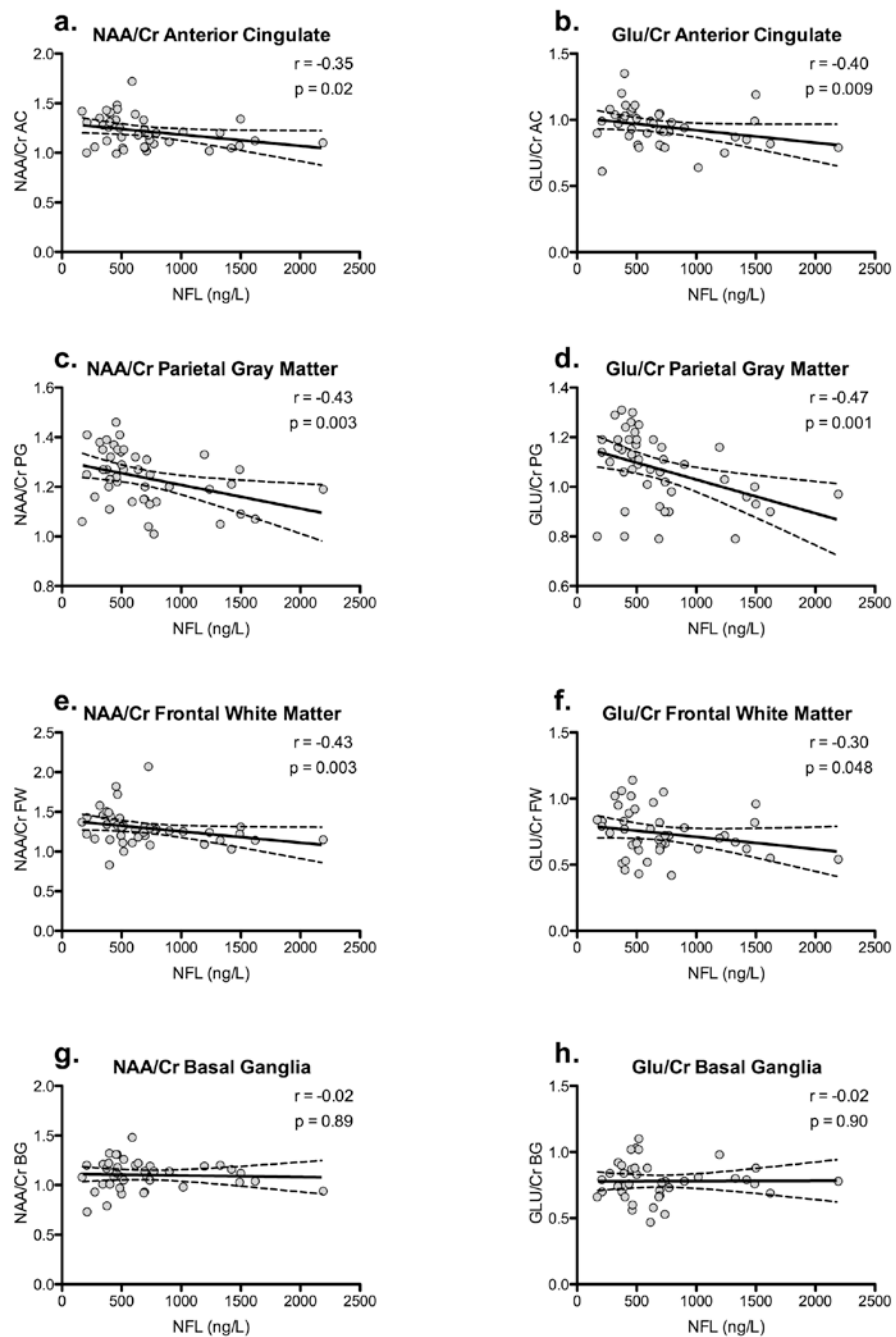 a.
NAA/Cr Anterior Cingulate
r = -0.35
p = 0.02
NAA/Cr AC
2.0
1.5
1.0
0.5
0.0
0 500 1000 1500 2000 2500
NFL (ng/L)
b.
Glu/Cr Anterior Cingulate
r = -0.40
p = 0.009
GLU/Cr AC
1.5
1.0
0.5
0.0
0 500 1000 1500 2000 2500
NFL (ng/L)
c.
NAA/Cr Parietal Gray Matter
r = -0.43
p = 0.003
NAA/Cr PG
1.6
1.4
1.2
1.0
0.8
0 500 1000 1500 2000 2500
NFL (ng/L)
d.
Glu/Cr Parietal Gray Matter
r = -0.47
p = 0.001
GLU/Cr PG
1.4
1.2
1.0
0.8
0.6
0 500 1000 1500 2000 2500
NFL (ng/L)
e.
NAA/Cr Frontal White Matter
r = -0.43
p = 0.003
NAA/Cr FW
2.5
2.0
1.5
1.0
0.5
0.0
0 500 1000 1500 2000 2500
NFL (ng/L)
f.
Glu/Cr Frontal White Matter
r = -0.30
p = 0.048
GLU/Cr FW
1.5
1.0
0.5
0.0
0 500 1000 1500 2000 2500
NFL (ng/L)
g.
NAA/Cr Basal Ganglia
r = -0.02
p = 0.89
NAA/Cr BG
2.0
1.5
1.0
0.5
0.0
0 500 1000 1500 2000 2500
NFL (ng/L)
h.
Glu/Cr Basal Ganglia
r = -0.02
p = 0.90
GLU/Cr BG
1.5
1.0
0.5
0.0
0 500 1000 1500 2000 2500
NFL (ng/L)